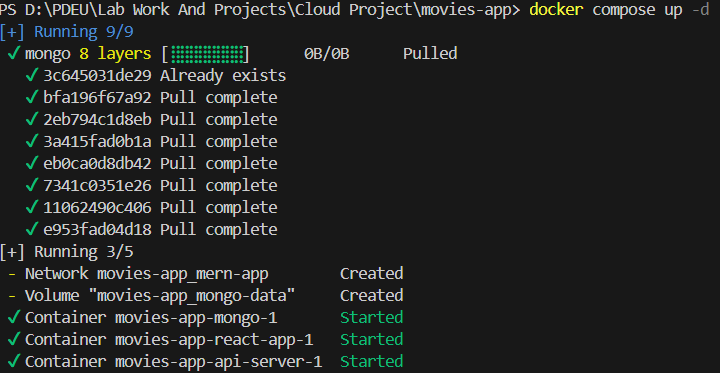 PS D:\PDEU\Lab Work And Projects\Cloud Project\movies-app> docker compose up -d
[+] Running 9/9
✔ mongo 8 layers [⣿⣿⣿⣿⣿⣿⣿⣿] 0B/0B Pulled
✔ 3c645031de29 Already exists
✔ bfa196f67a92 Pull complete
✔ 2eb794c1d8eb Pull complete
✔ 3a415fad0b1a Pull complete
✔ eb0ca0d8db42 Pull complete
✔ 7341c0351e26 Pull complete
✔ 11062490c406 Pull complete
✔ e953fad04d18 Pull complete
[+] Running 3/5
- Network movies-app_mern-app Created
- Volume "movies-app_mongo-data" Created
✔ Container movies-app-mongo-1 Started
✔ Container movies-app-react-app-1 Started
✔ Container movies-app-api-server-1 Started